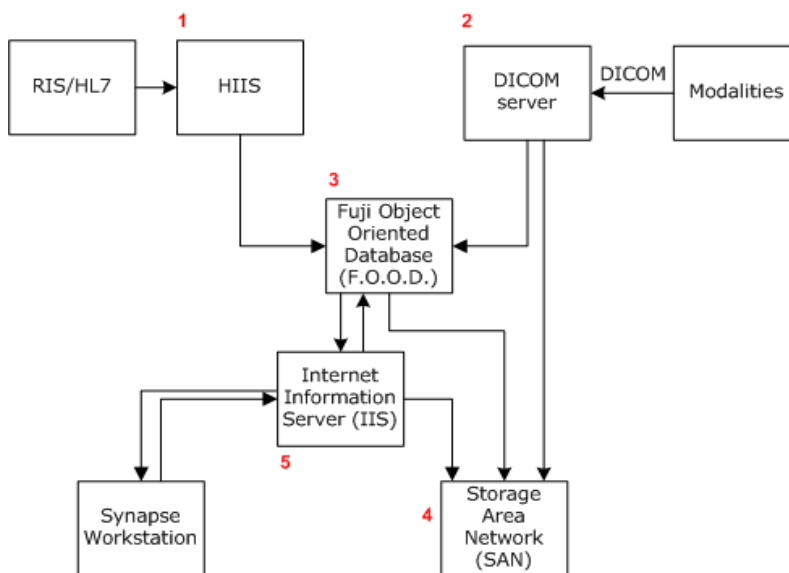 1
2
RIS/HL7
HIIS
DICOM
server
DICOM
Modalities
3
Fuji Object
Oriented
Database
(F.O.O.D.)
Internet
Information
Server (IIS)
5
Synapse
Workstation
4
Storage
Area
Network
(SAN)